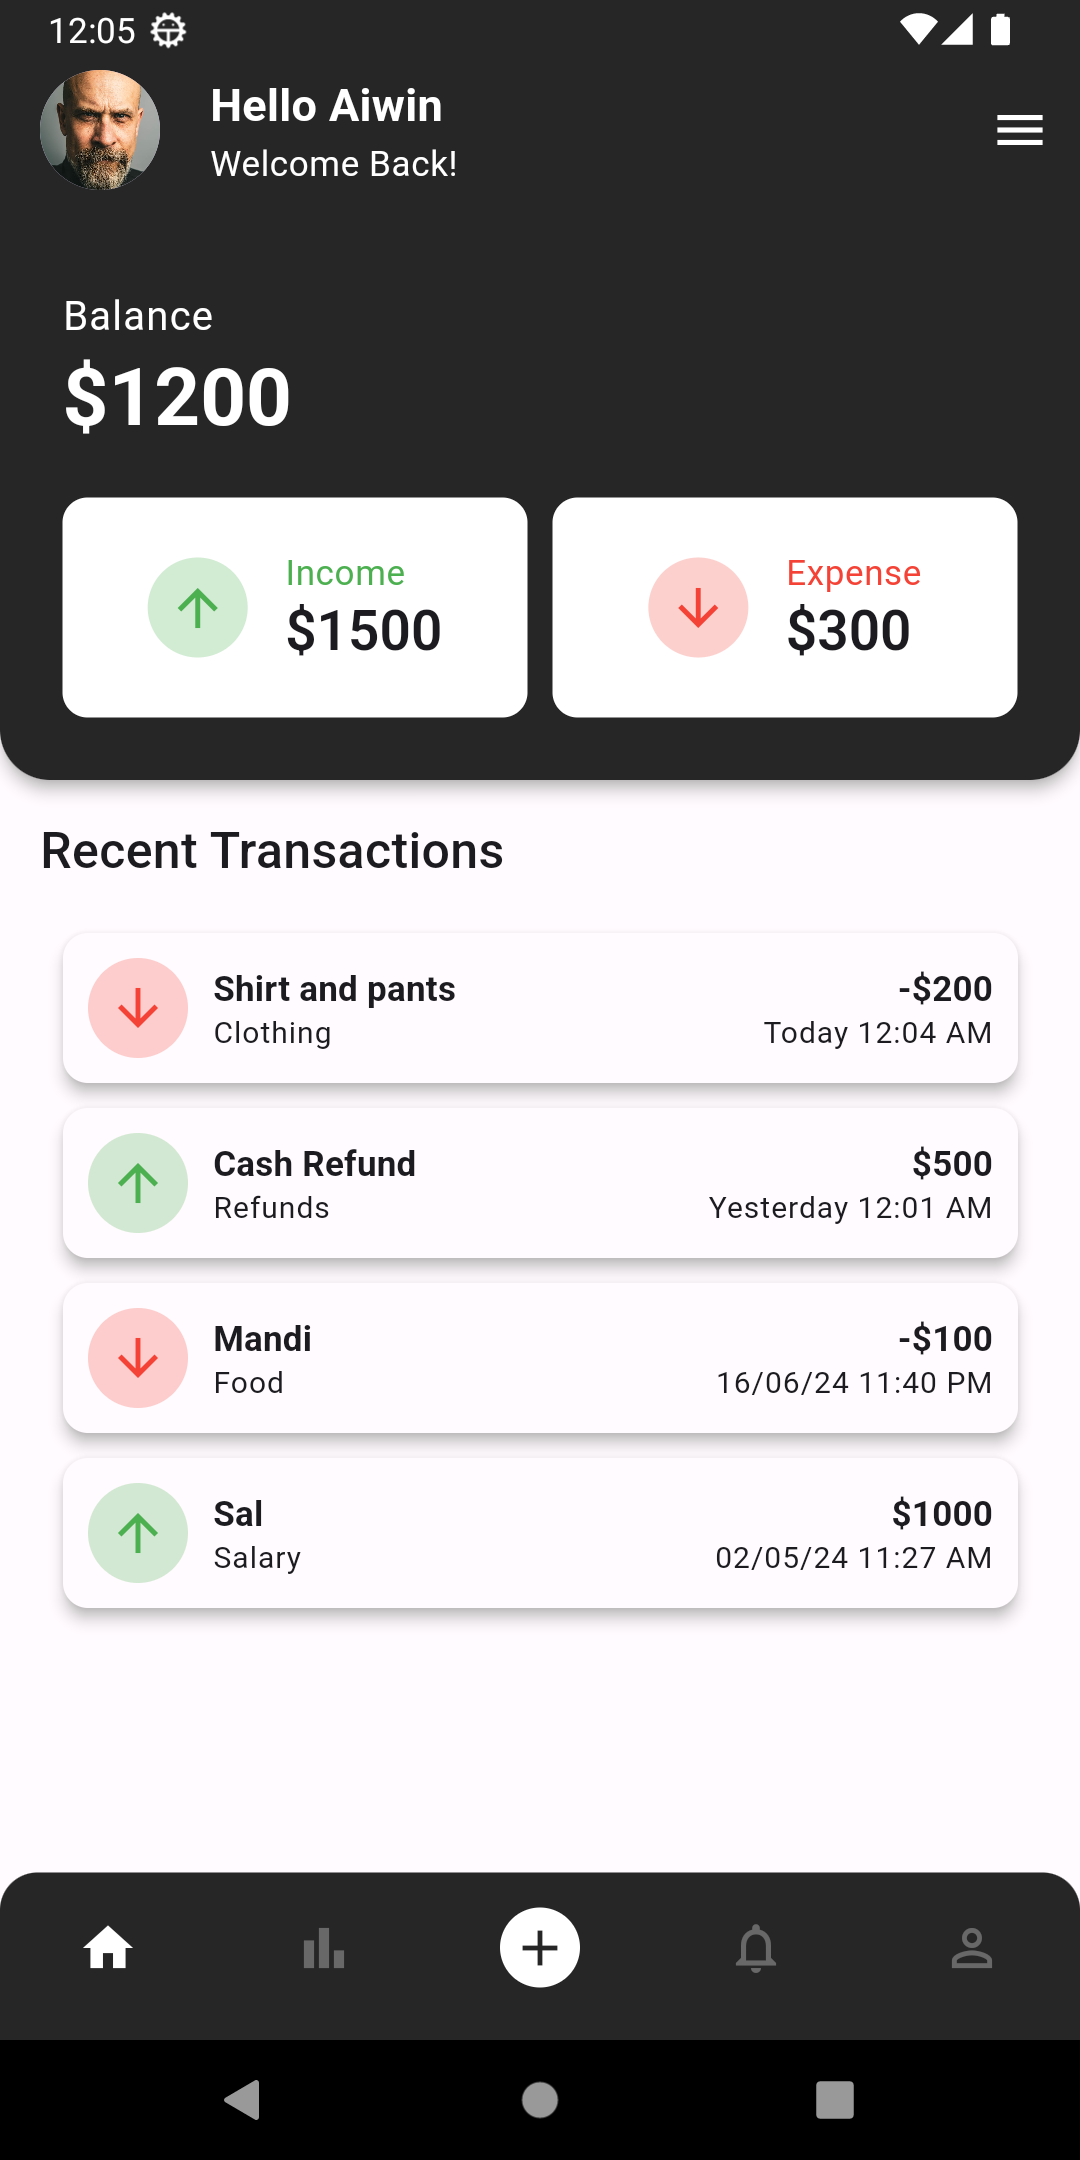 12:05
Hello Aiwin
Welcome Back!
Balance
$1200
Income
$1500
Expense
$300
Recent Transactions
Shirt and pants
-$200
Clothing
Today 12:04 AM
Cash Refund
$500
Refunds
Yesterday 12:01 AM
Mandi
-$100
Food
16/06/24 11:40 PM
Sal
$1000
Salary
02/05/24 11:27 AM